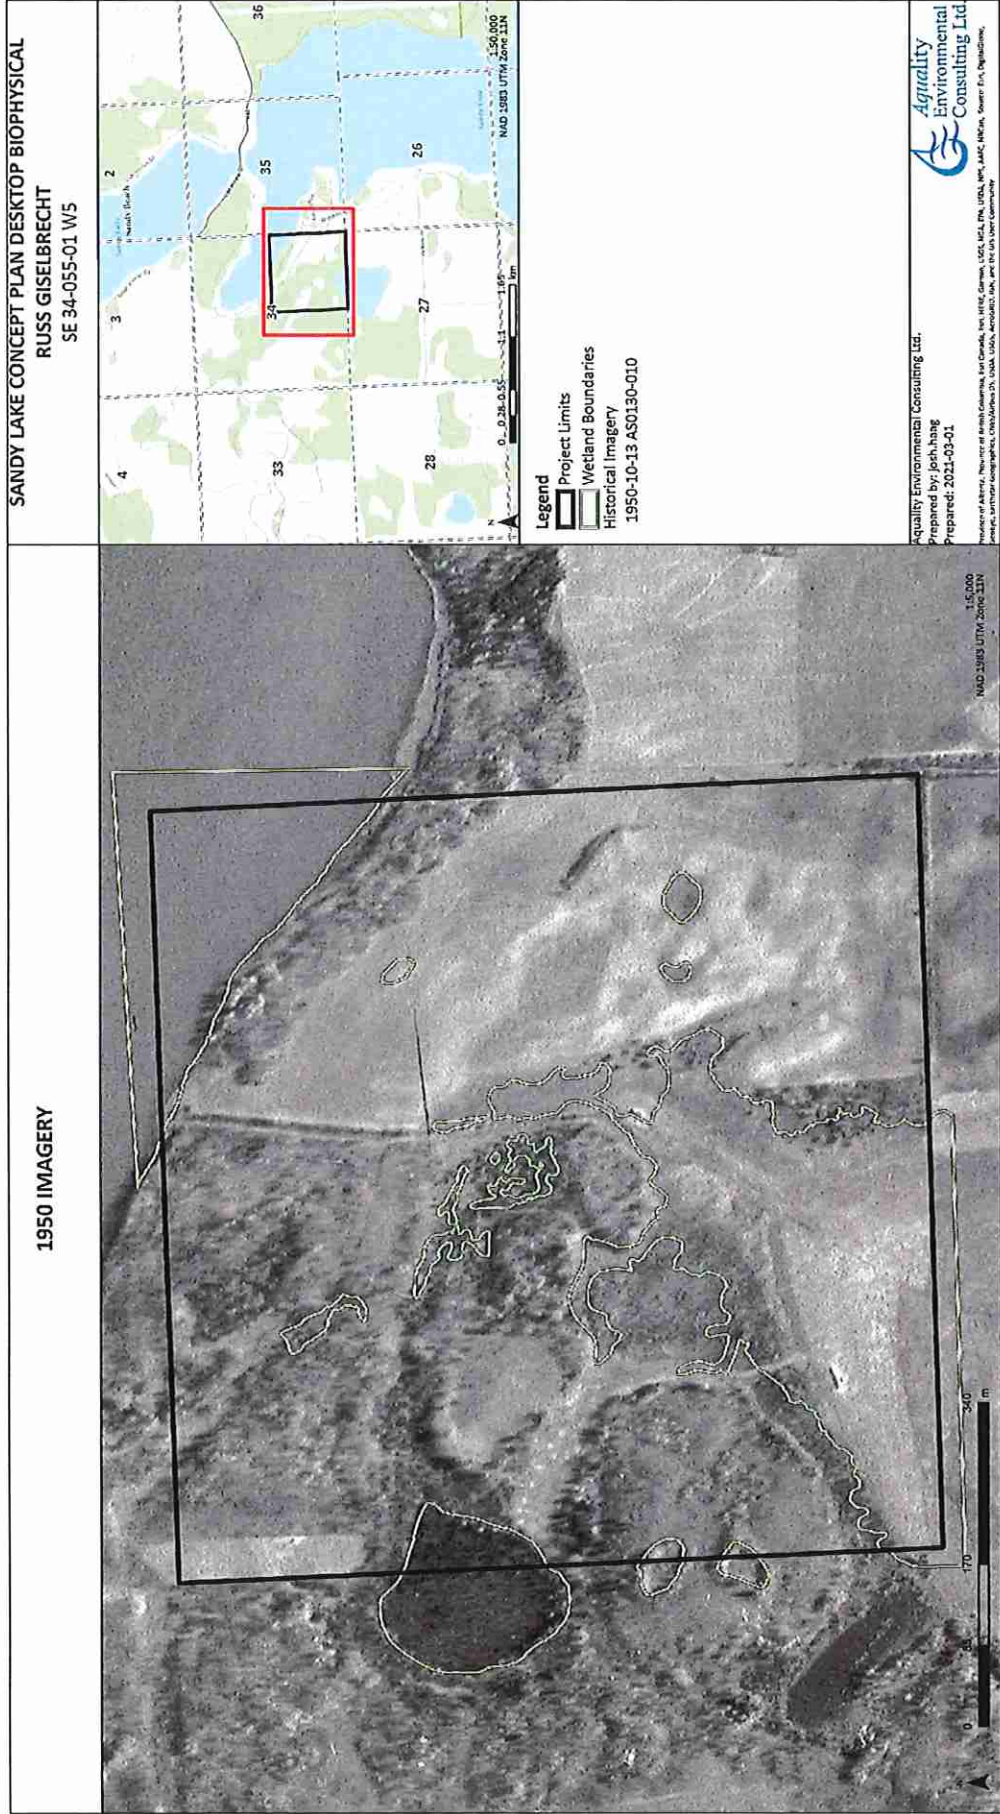 1950 IMAGERY
1:5,000
NAD 1983 UTM Zone 11N
0 85 170 340
m
SANDY LAKE CONCEPT PLAN DESKTOP BIOPHYSICAL
RUSS GISELBRECHT
SE 34-055-01 W5
4
3
2
Sands Beach
36
33
34
35
28
27
26
0 0.28 0.55 1.1 1.65
km
1:50,000
NAD 1983 UTM Zone 11N
Legend
Project Limits
Wetland Boundaries
Historical Imagery
1950-10-13 AS0130-010
Aquality Environmental Consulting Ltd.
Prepared by: josh.haag
Prepared: 2021-03-01
Aquality
Environmental
Consulting Ltd.